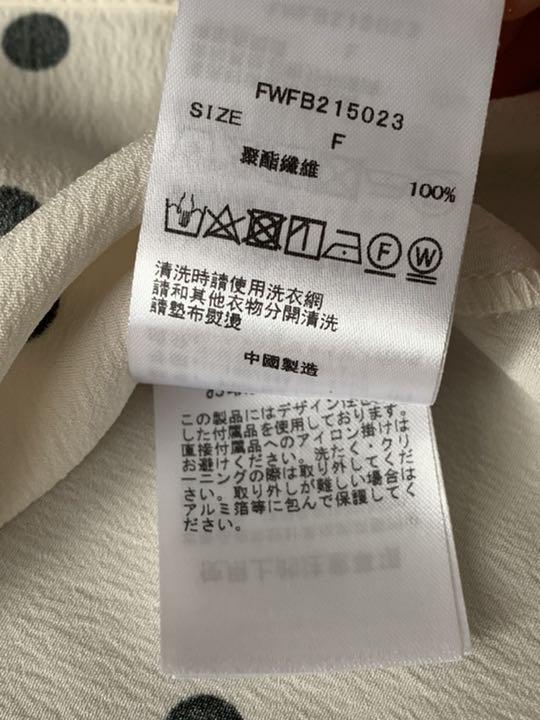 FWFB215023
SIZE
F
聚酯纖維 100%
F W
清洗時請使用洗衣網
請和其他衣物分開清洗
請墊布熨燙
中國製造
この製品にはデザイン
した付属品を使用しております。
直接付属品へのアイロン掛けは
お避けください。洗たく・クリ
ーニングの際は取り外してくだ
さい。取り外しが難しい場合は
アルミ箔等に包んで保護してく
ださい。